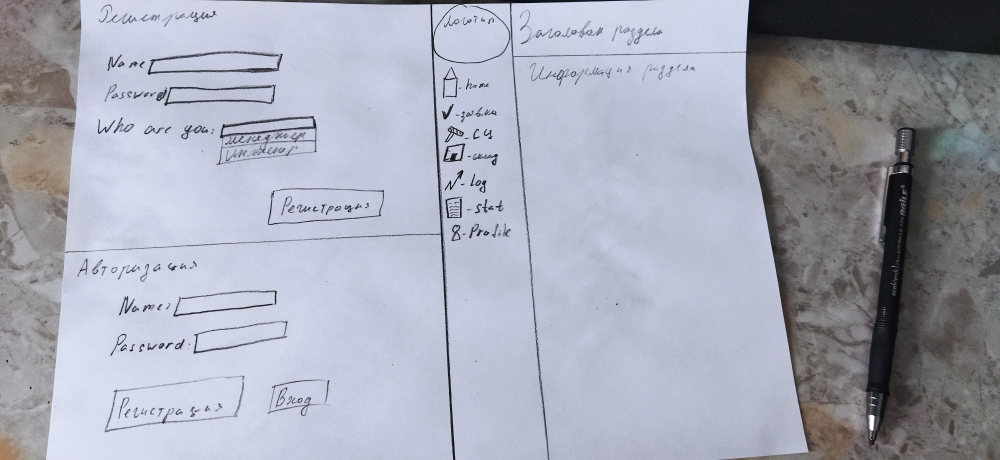 Регистрация
Name
Password
Who are you:
менеджер
инженер
Регистрация
Авторизация
Name:
Password:
Регистрация
Вход
Логотип
- home
- заявки
- СЦ
- склад
- log
- stat
- Profile
Заголовок раздела
Информация раздела